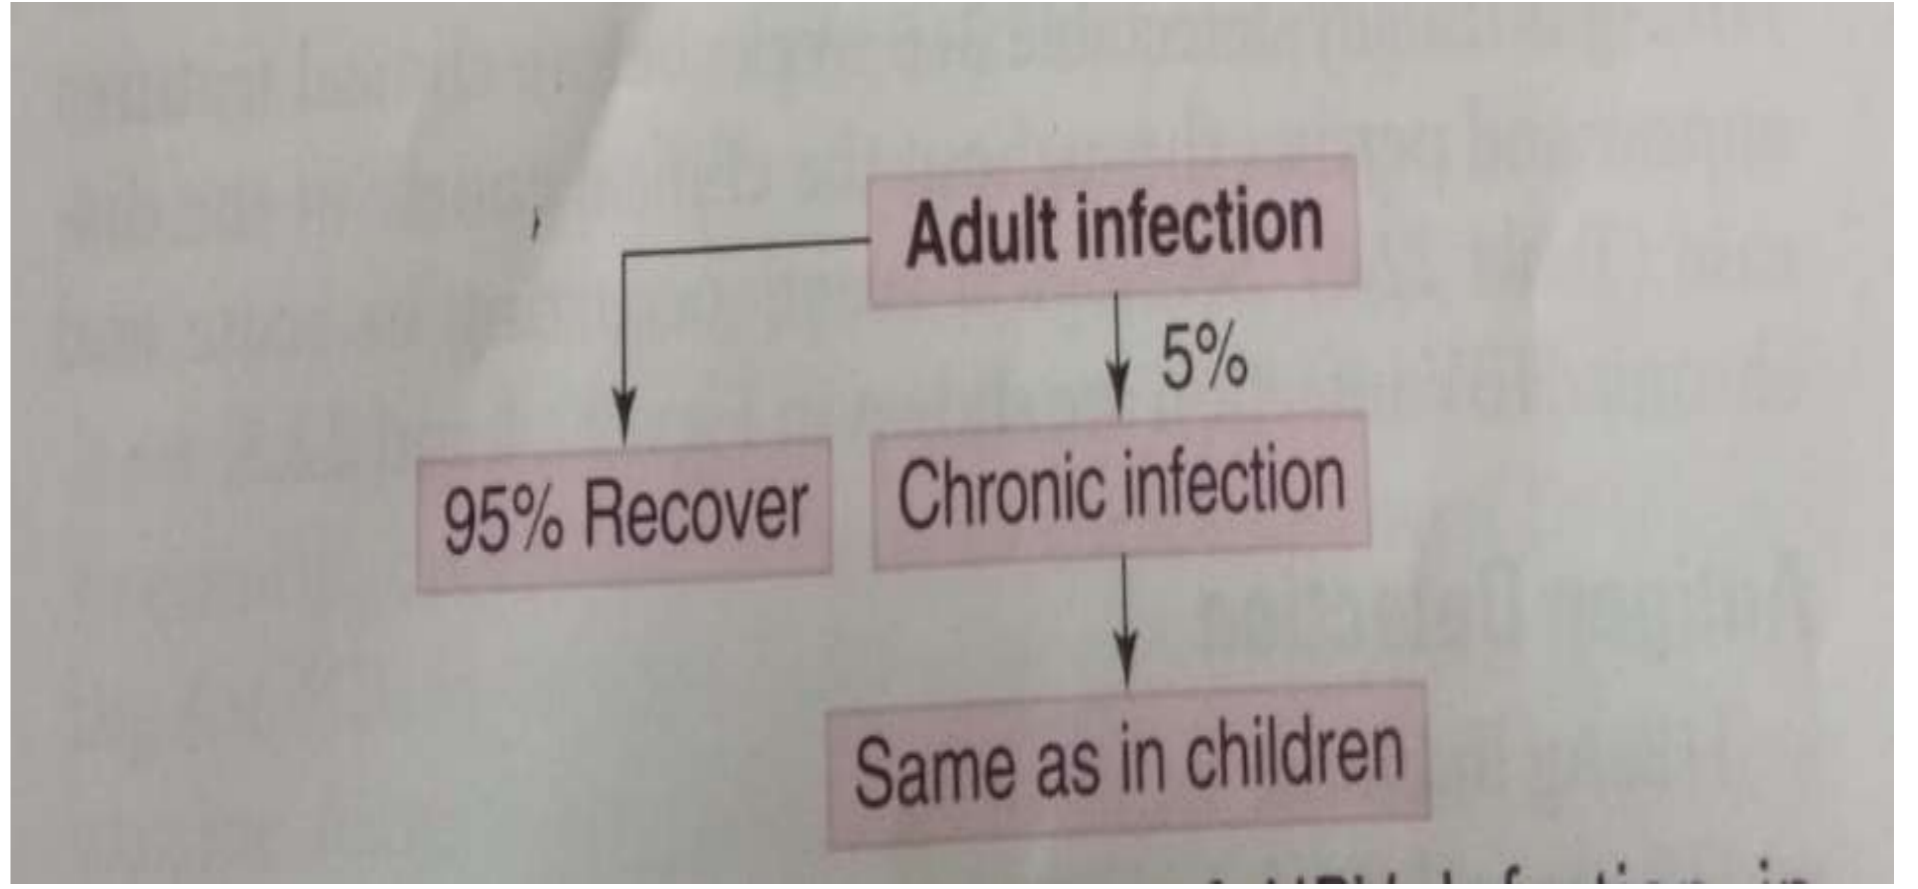 Adult infection
5%
95% Recover
Chronic infection
Same as in children